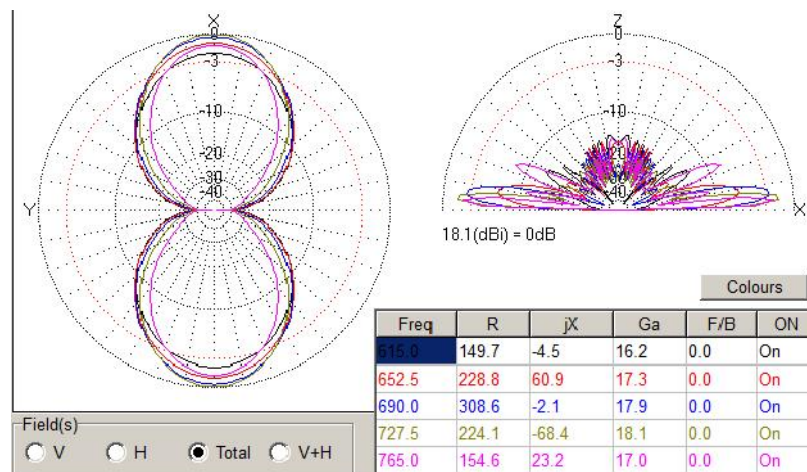 X
0
-3
-10
-20
-30
-40
Y
Z
0
-3
-10
-20
-30
-40
X
18.1(dBi) = 0dB
Colours
Freq R jX Ga F/B ON
615.0 149.7 -4.5 16.2 0.0 On
652.5 228.8 60.9 17.3 0.0 On
690.0 308.6 -2.1 17.9 0.0 On
727.5 224.1 -68.4 18.1 0.0 On
765.0 154.6 23.2 17.0 0.0 On
Field(s)
V H Total V+H